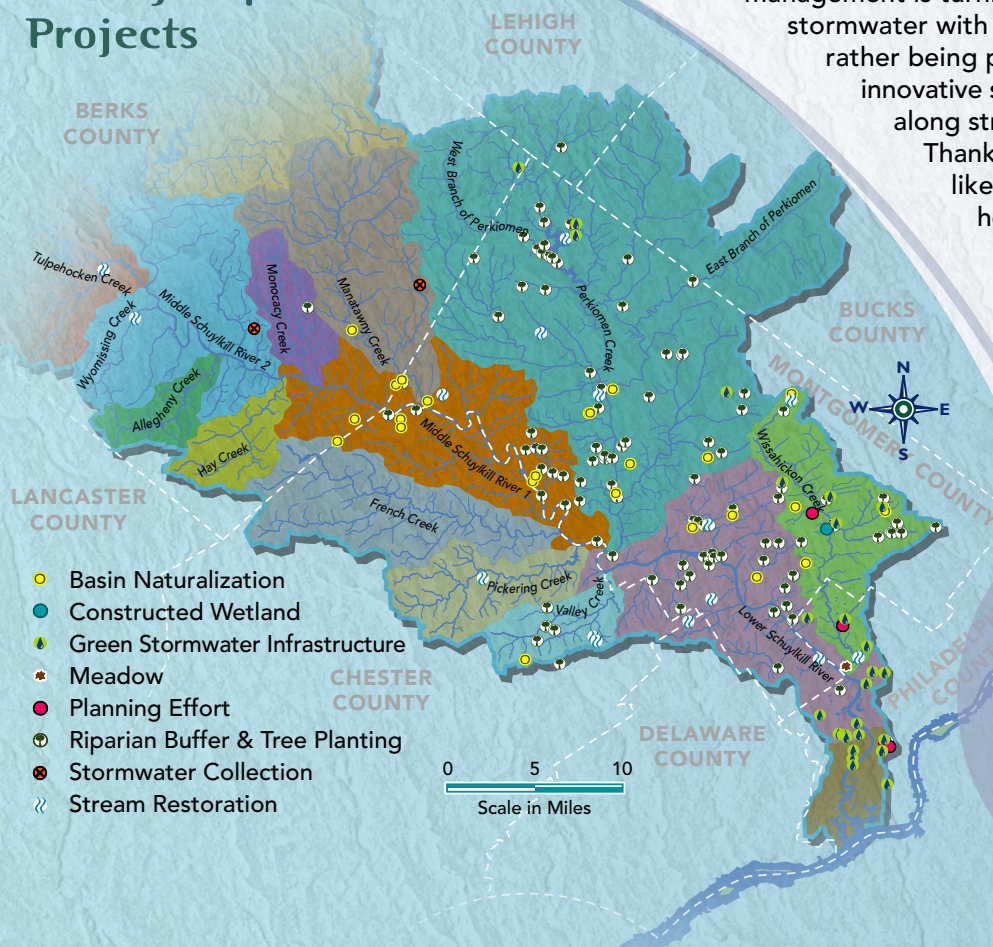 Projects
management is turn
stormwater with
rather being p
innovative s
along str
Thank
like
h
LEHIGH
COUNTY
BERKS
COUNTY
West Branch of Perkiomen
East Branch of Perkiomen
Perkiomen Creek
Tulpehocken Creek
Wyomissing Creek
Middle Schuylkill River 2
Monocacy Creek
Manatawny Creek
Allegheny Creek
Hay Creek
BUCKS
COUNTY
MONTGOMERY COUNTY
N
W
E
S
Wissahickon Creek
Middle Schuylkill River 1
LANCASTER
COUNTY
French Creek
Pickering Creek
Valley Creek
Lower Schuylkill River
CHESTER
COUNTY
DELAWARE
COUNTY
Basin Naturalization
Constructed Wetland
Green Stormwater Infrastructure
Meadow
Planning Effort
Riparian Buffer & Tree Planting
Stormwater Collection
Stream Restoration
0 5 10
Scale in Miles